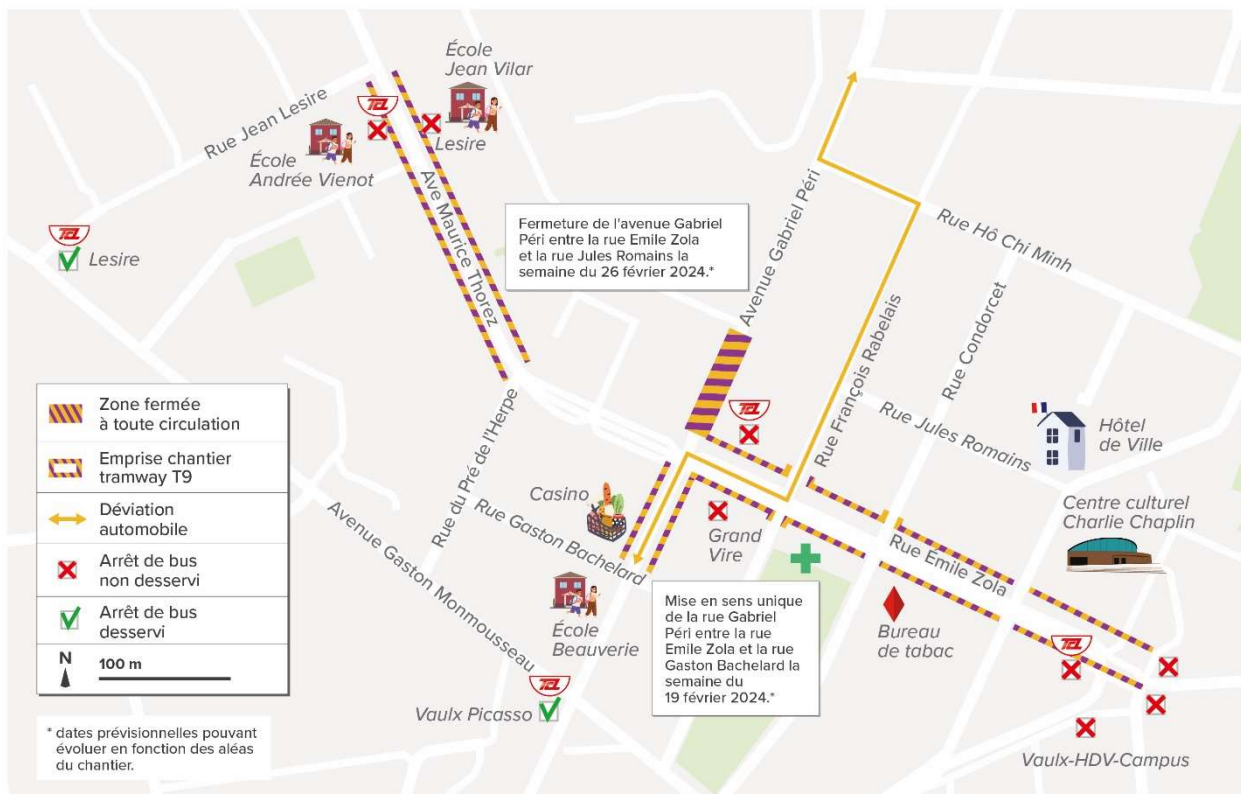 École
Jean Vilar
Rue Jean Lesire
TCL
École
Andrée Vienot
Lesire
Ave Maurice Thorez
TCL
Lesire
Fermeture de l'avenue Gabriel
Péri entre la rue Emile Zola
et la rue Jules Romains la
semaine du 26 février 2024.*
Avenue Gabriel Péri
Rue Hô Chi Minh
Rue François Rabelais
Rue Condorcet
Rue Jules Romains
Hôtel
de Ville
Centre culturel
Charlie Chaplin
TCL
Zone fermée
à toute circulation
Emprise chantier
tramway T9
Déviation
automobile
Arrêt de bus
non desservi
Arrêt de bus
desservi
N
100 m
Rue du Pré de l'Herpe
Casino
Rue Gaston Bachelard
Grand
Vire
Rue Emile Zola
Avenue Gaston Monmousseau
École
Beauverie
Mise en sens unique
de la rue Gabriel
Péri entre la rue
Emile Zola et la rue
Gaston Bachelard la
semaine du
19 février 2024.*
Bureau
de tabac
TCL
TCL
Vaulx Picasso
Vaulx-HDV-Campus
* dates prévisionnelles pouvant
évoluer en fonction des aléas
du chantier.